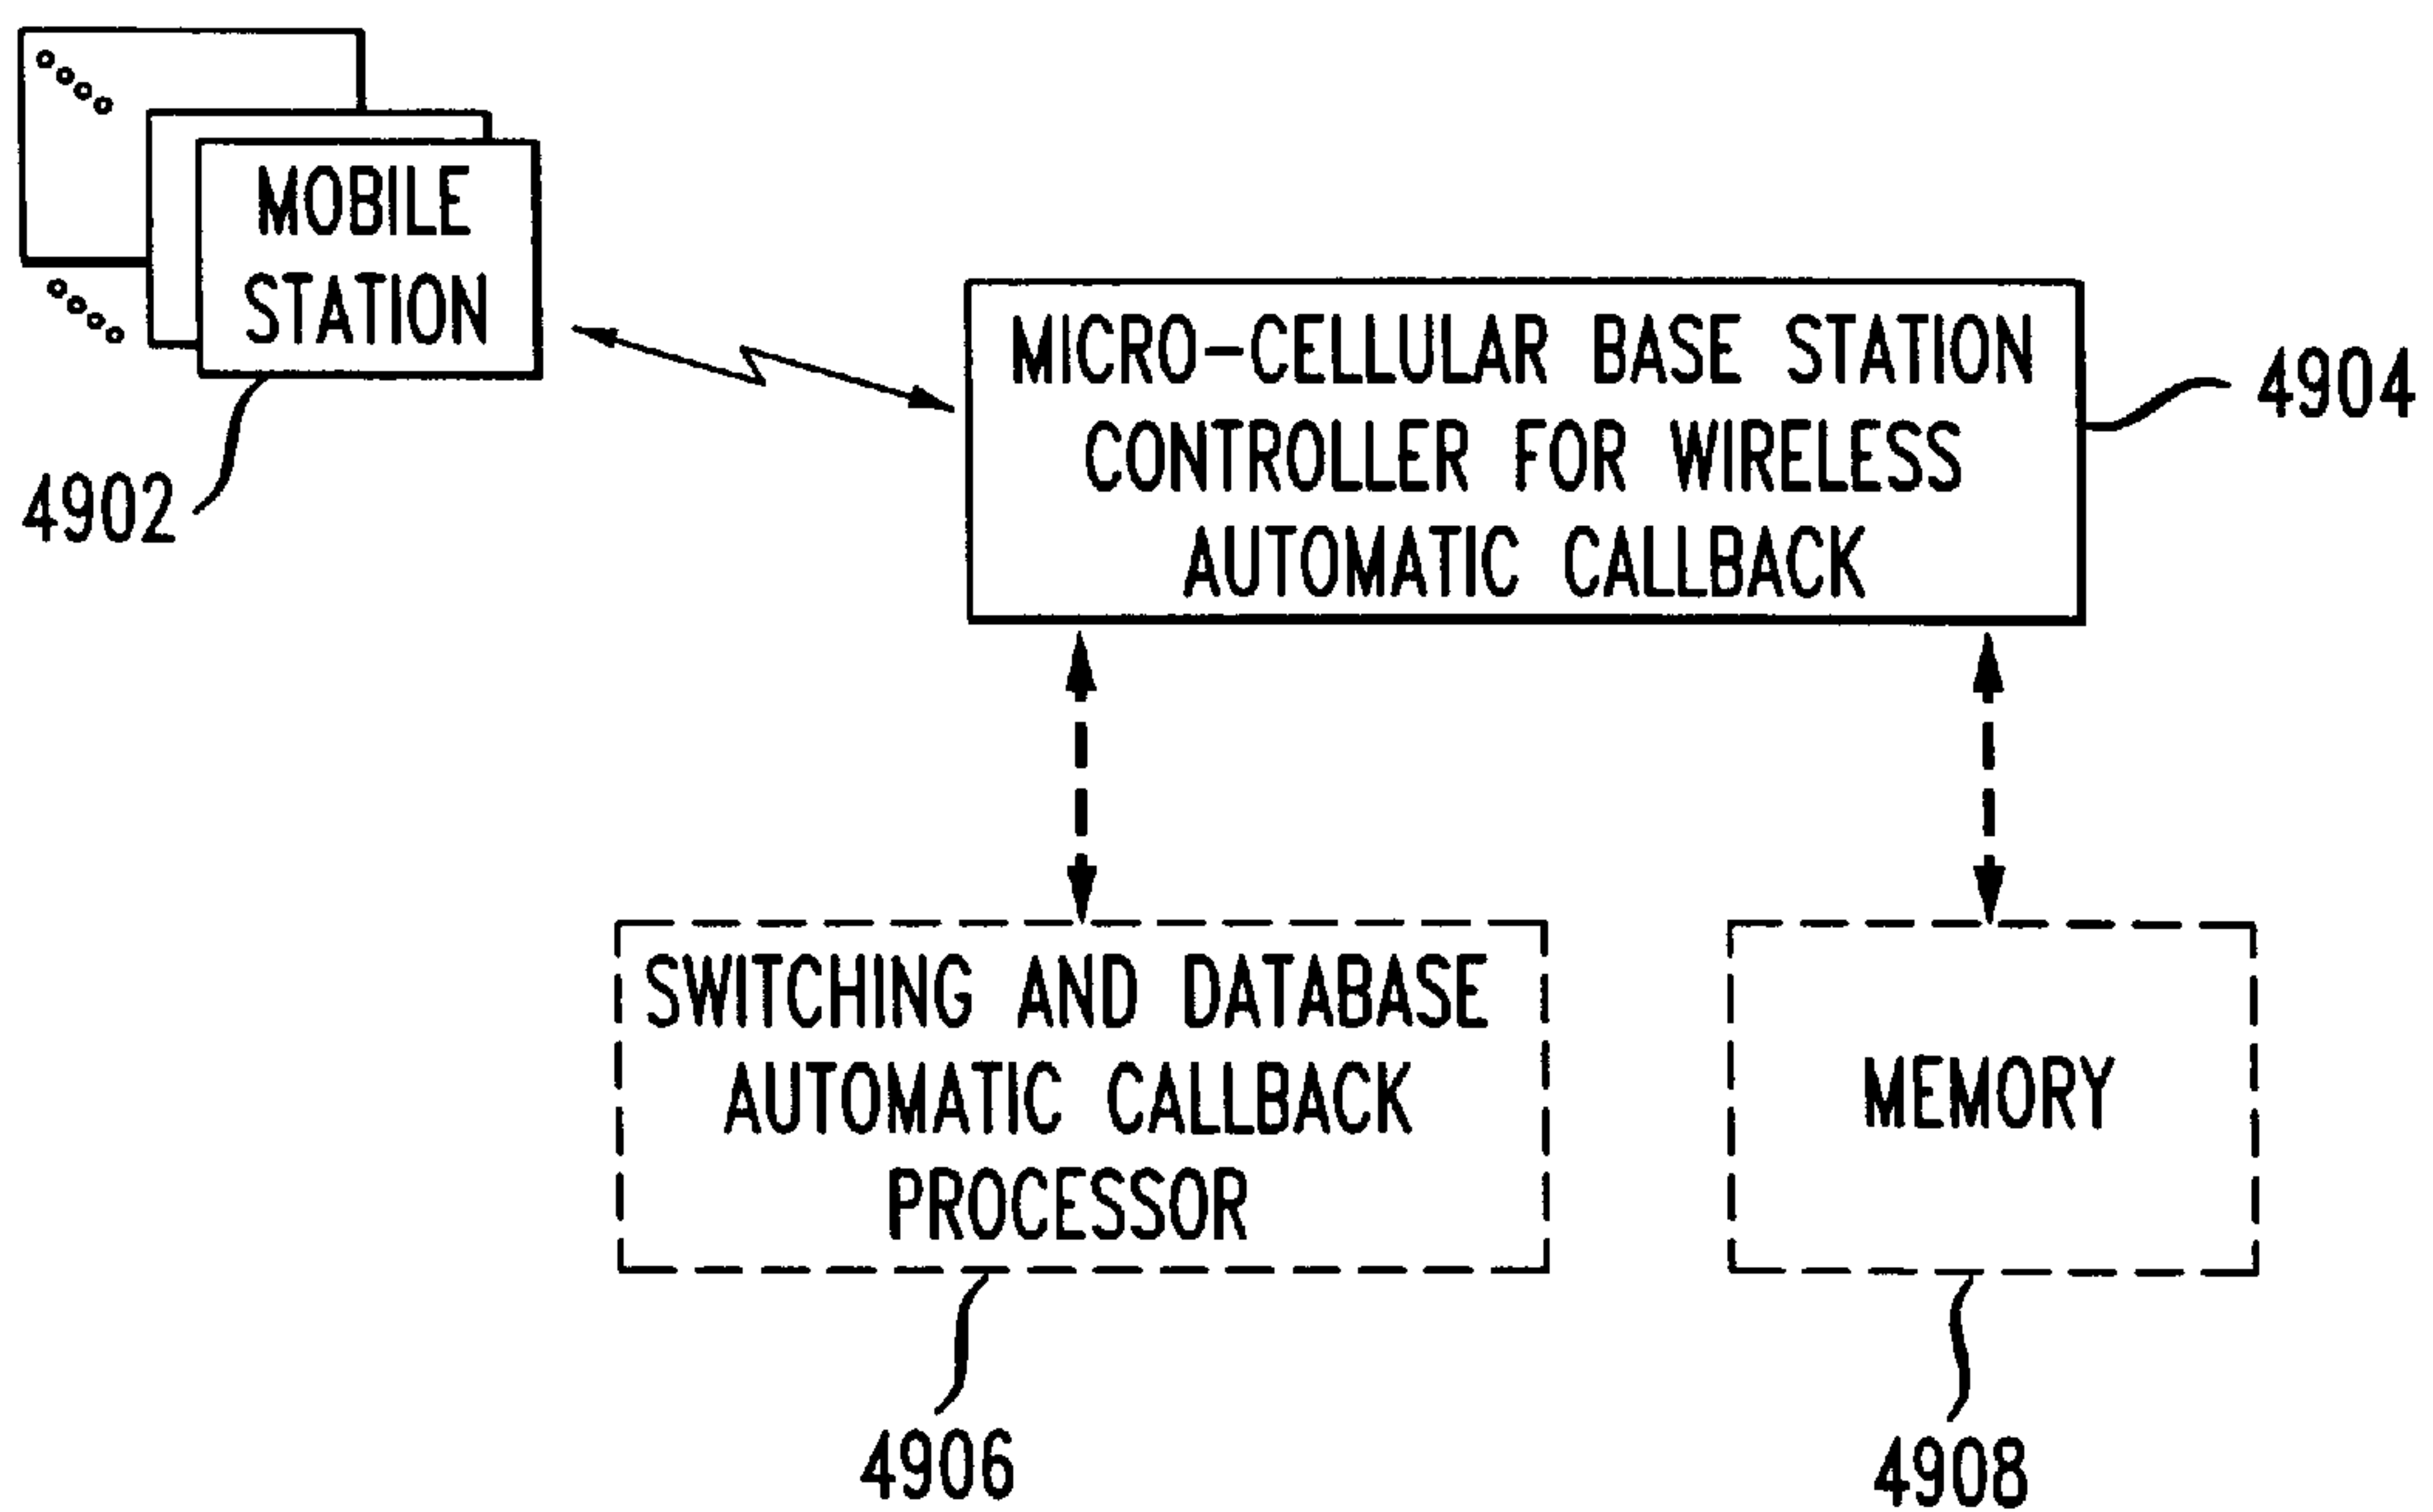 MOBILE
STATION
4902
MICRO-CELLULAR BASE STATION
CONTROLLER FOR WIRELESS
AUTOMATIC CALLBACK
4904
SWITCHING AND DATABASE
AUTOMATIC CALLBACK
PROCESSOR
4906
MEMORY
4908